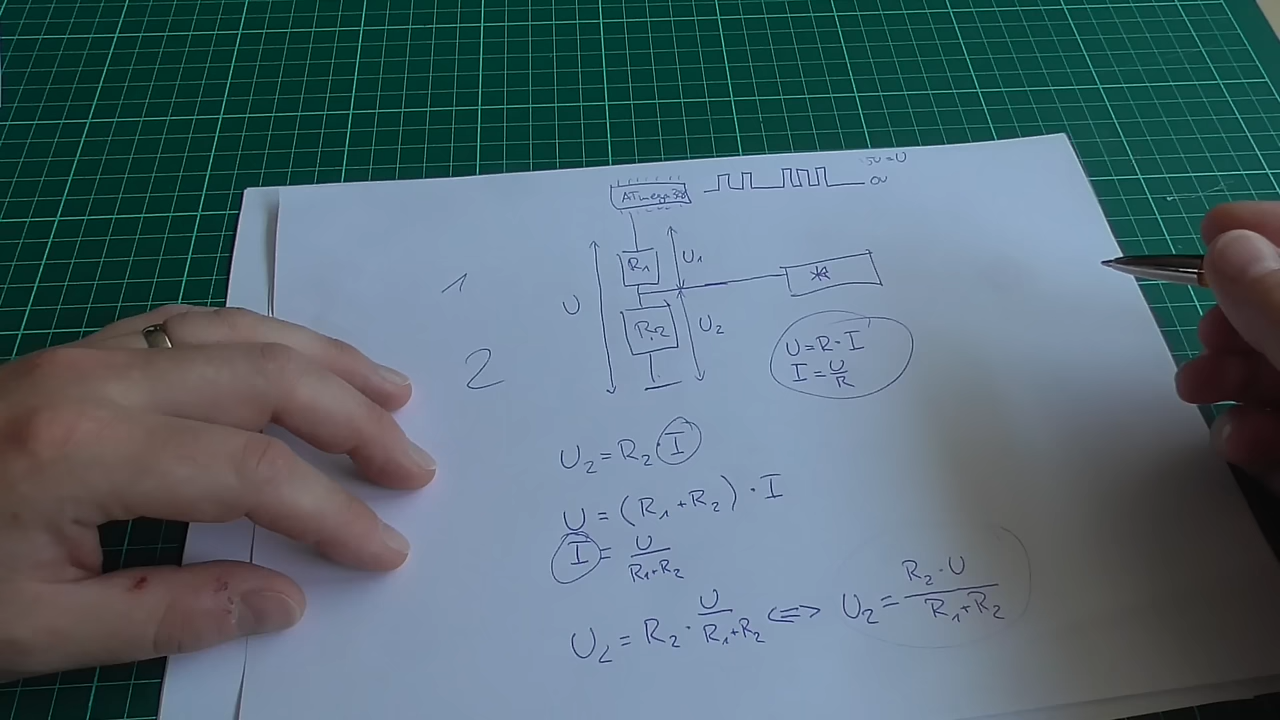 5V=U
ATmega328
0V
R₁
U₁
U
R₂
U₂
1
2
U=R·I
I=U/R
U₂=R₂·I
U=(R₁+R₂)·I
I=U/(R₁+R₂)
U₂=R₂·U/(R₁+R₂) <=> U₂=(R₂·U)/(R₁+R₂)